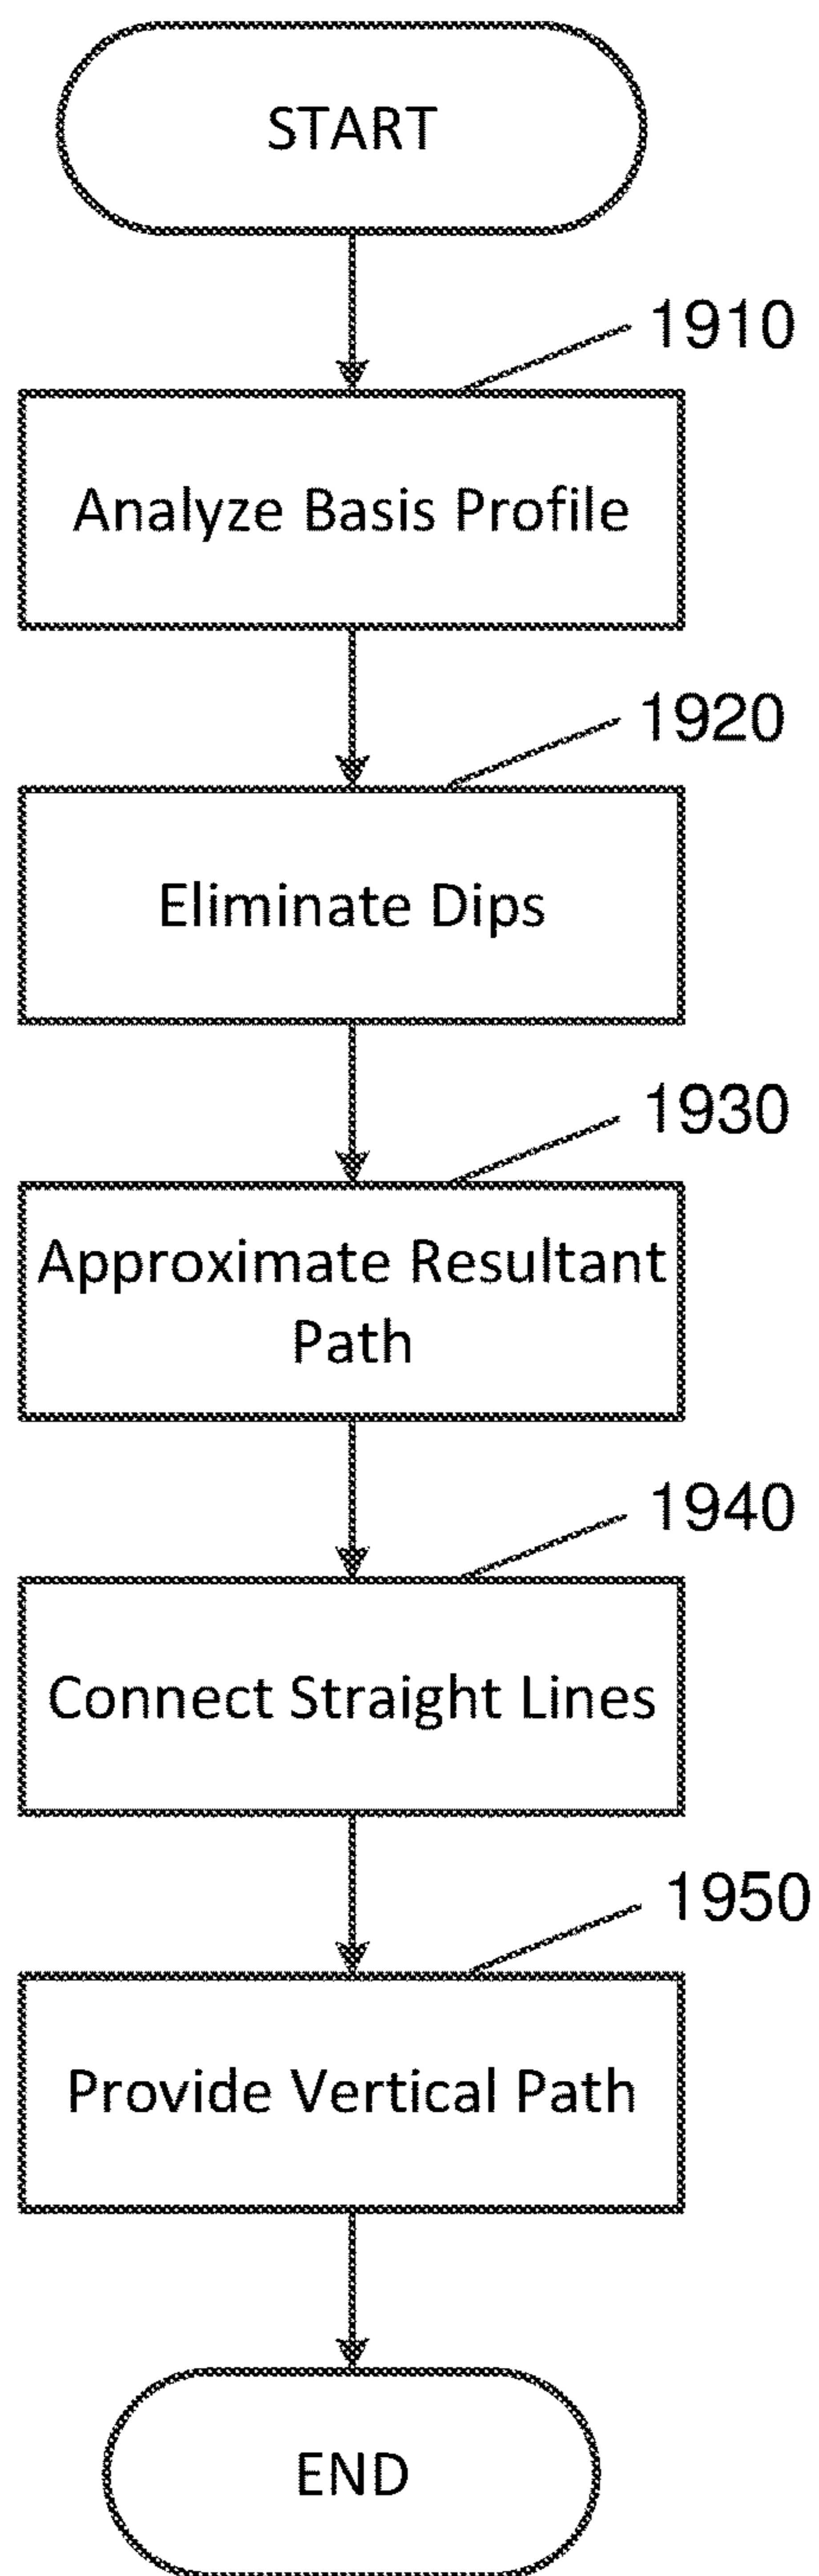 START
1910
Analyze Basis Profile
1920
Eliminate Dips
1930
Approximate Resultant
Path
1940
Connect Straight Lines
1950
Provide Vertical Path
END